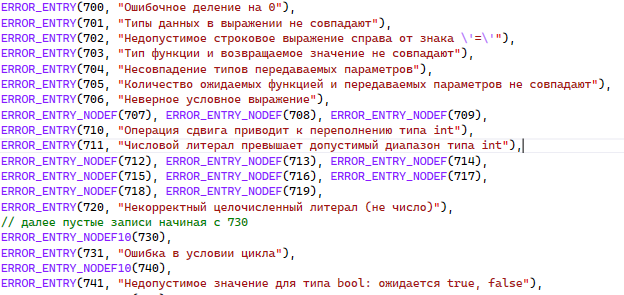 ERROR_ENTRY(700, "Ошибочное деление на 0"),
ERROR_ENTRY(701, "Типы данных в выражении не совпадают"),
ERROR_ENTRY(702, "Недопустимое строковое выражение справа от знака \'=\'"),
ERROR_ENTRY(703, "Тип функции и возвращаемое значение не совпадают"),
ERROR_ENTRY(704, "Несовпадение типов передаваемых параметров"),
ERROR_ENTRY(705, "Количество ожидаемых функцией и передаваемых параметров не совпадают"),
ERROR_ENTRY(706, "Неверное условное выражение"),
ERROR_ENTRY_NODEF(707), ERROR_ENTRY_NODEF(708), ERROR_ENTRY_NODEF(709),
ERROR_ENTRY(710, "Операция сдвига приводит к переполнению типа int"),
ERROR_ENTRY(711, "Числовой литерал превышает допустимый диапазон типа int"),
ERROR_ENTRY_NODEF(712), ERROR_ENTRY_NODEF(713), ERROR_ENTRY_NODEF(714),
ERROR_ENTRY_NODEF(715), ERROR_ENTRY_NODEF(716), ERROR_ENTRY_NODEF(717),
ERROR_ENTRY_NODEF(718), ERROR_ENTRY_NODEF(719),
ERROR_ENTRY(720, "Некорректный целочисленный литерал (не число)"),
// далее пустые записи начиная с 730
ERROR_ENTRY_NODEF10(730),
ERROR_ENTRY(731, "Ошибка в условии цикла"),
ERROR_ENTRY_NODEF10(740),
ERROR_ENTRY(741, "Недопустимое значение для типа bool: ожидается true, false"),